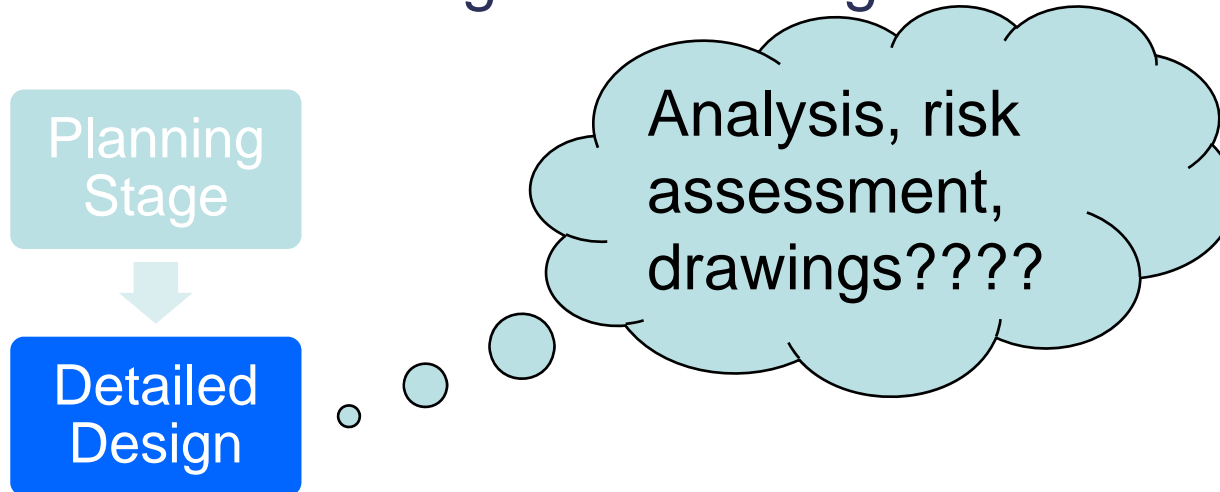 Planning
Stage
Analysis, risk
assessment,
drawings????
Detailed
Design